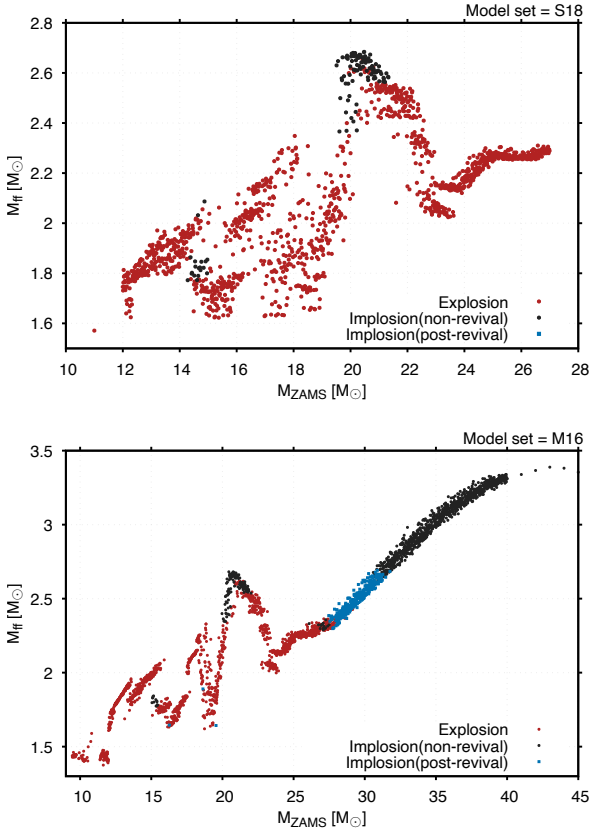 Model set = S18
2.8
2.6
2.4
2.2
2
1.8
1.6
M_ff [M_⊙]
Explosion
Implosion(non-revival)
Implosion(post-revival)
10 12 14 16 18 20 22 24 26 28
M_ZAMS [M_⊙]
Model set = M16
3.5
3
2.5
2
1.5
M_ff [M_⊙]
Explosion
Implosion(non-revival)
Implosion(post-revival)
10 15 20 25 30 35 40 45
M_ZAMS [M_⊙]